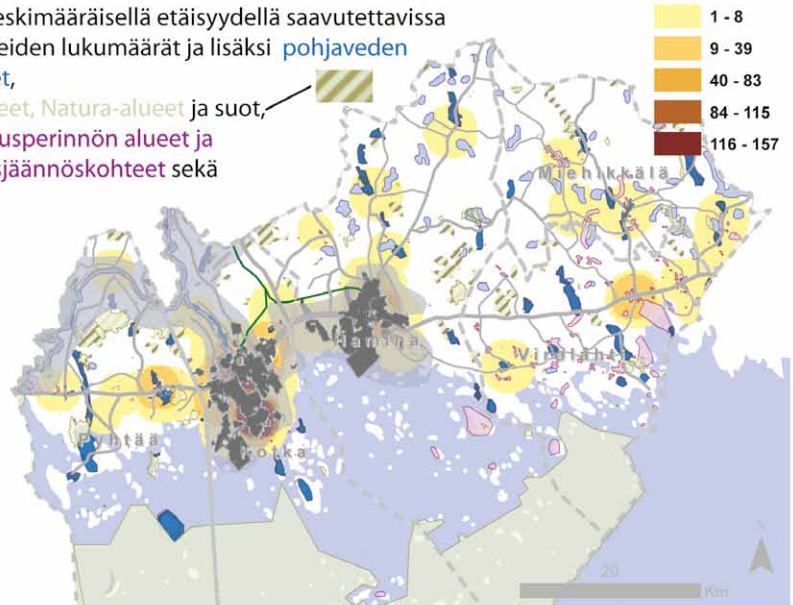 eskimääräisellä etäisyydellä saavutettavissa
eiden lukumäärät ja lisäksi pohjaveden
et,
eet, Natura-alueet ja suot,
usperinnön alueet ja
sjäännöskohteet sekä
1 - 8
9 - 39
40 - 83
84 - 115
116 - 157
Miehikkälä
Hamina
Virolahti
Pyhtää
Kotka
N
20
Km